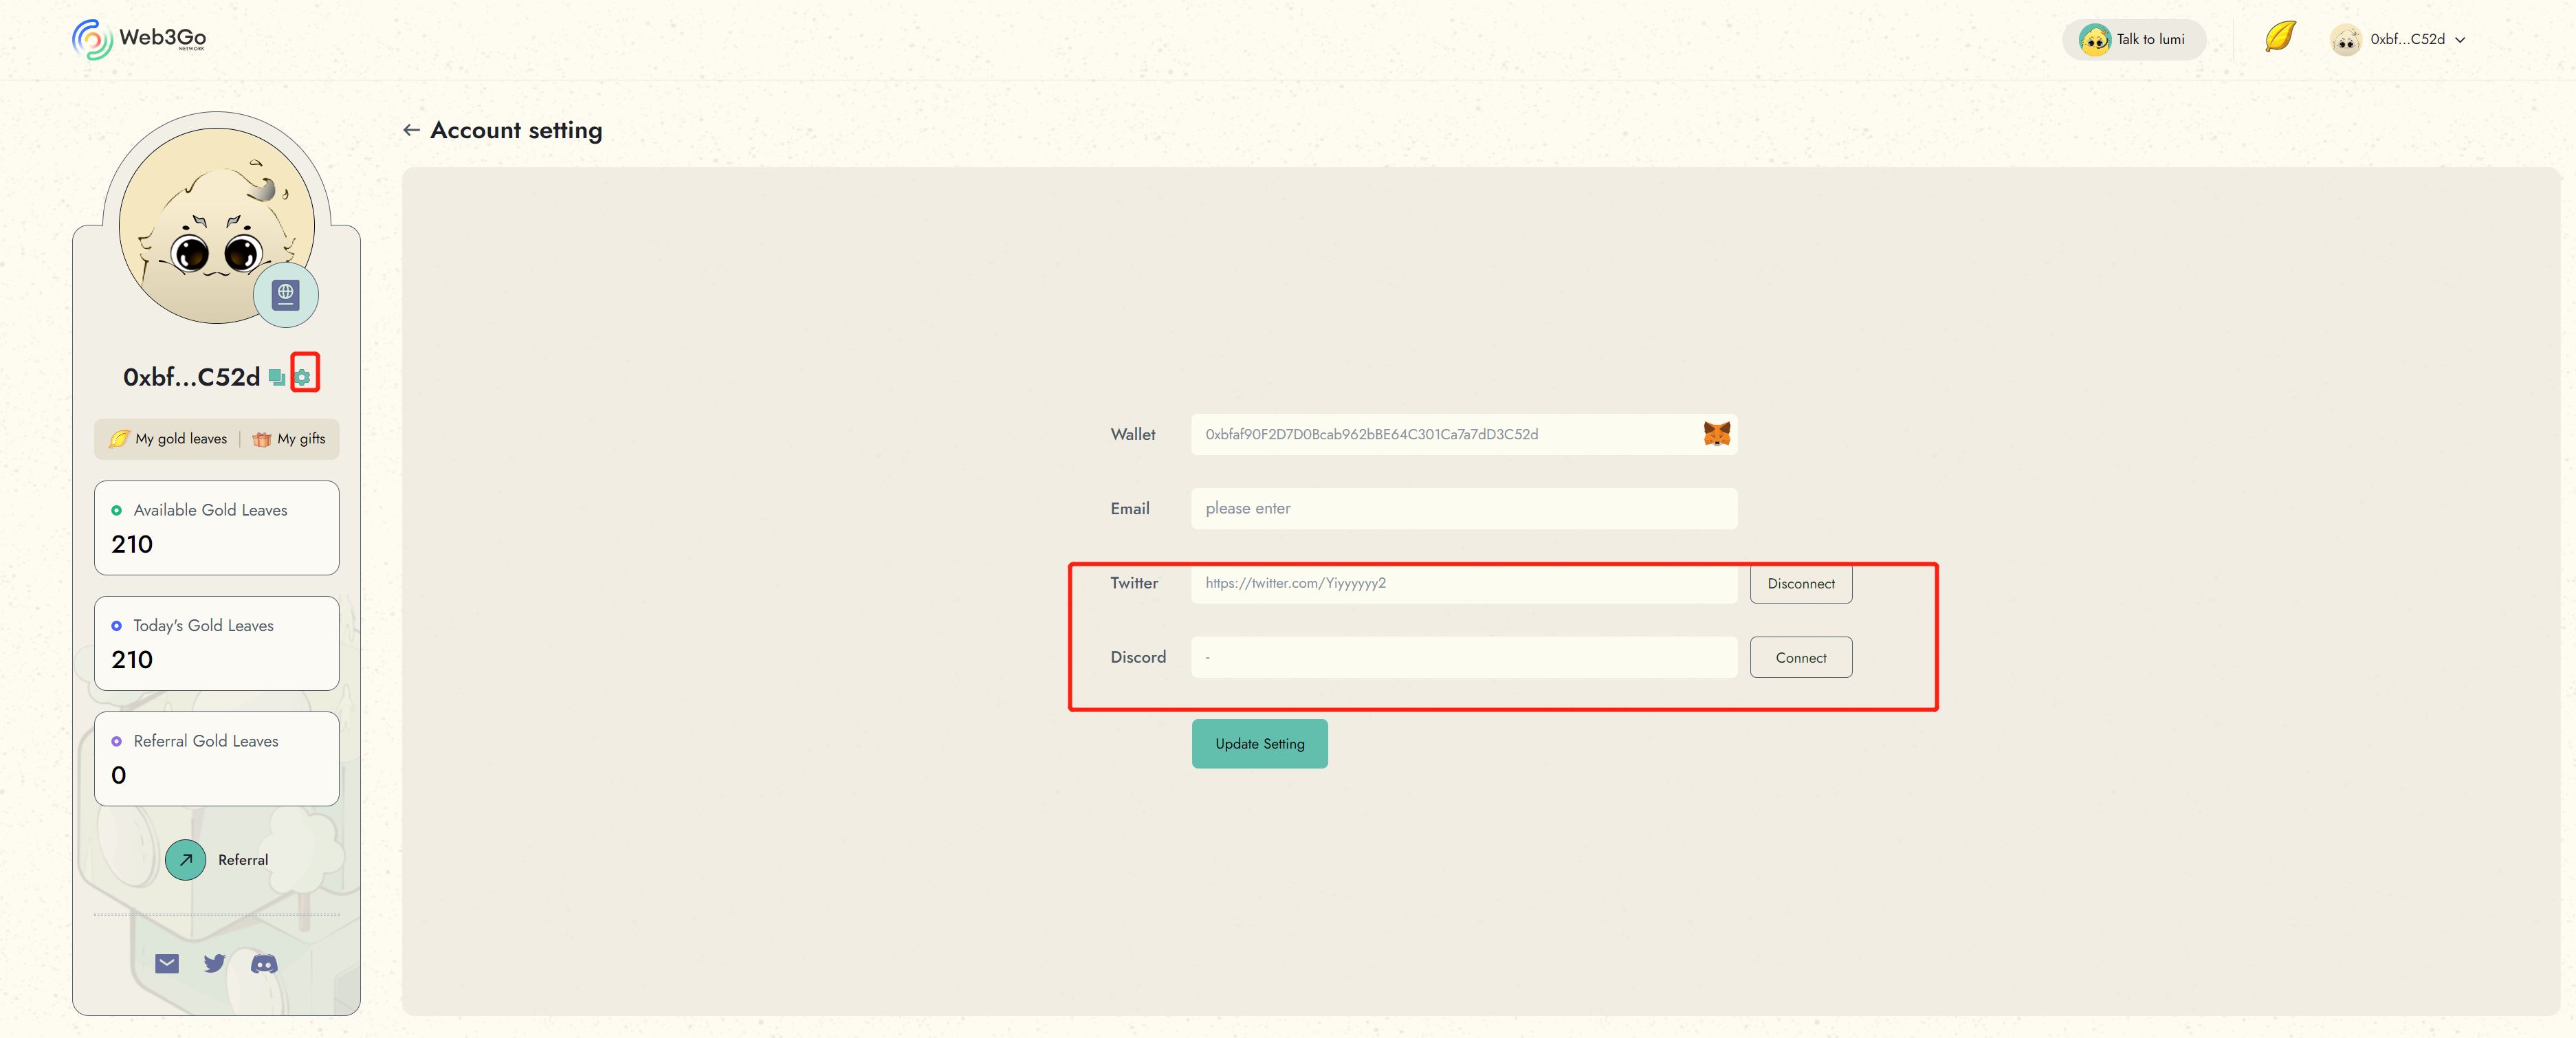 Web3Go
NETWORK
Talk to lumi
0xbf...C52d
Account setting
0xbf...C52d
My gold leaves
My gifts
Available Gold Leaves
210
Today's Gold Leaves
210
Referral Gold Leaves
0
Referral
Wallet
0xbfaf90F2D7D0Bcab962bBE64C301Ca7a7dD3C52d
Email
please enter
Twitter
https://twitter.com/Yiyyyyyy2
Disconnect
Discord
-
Connect
Update Setting